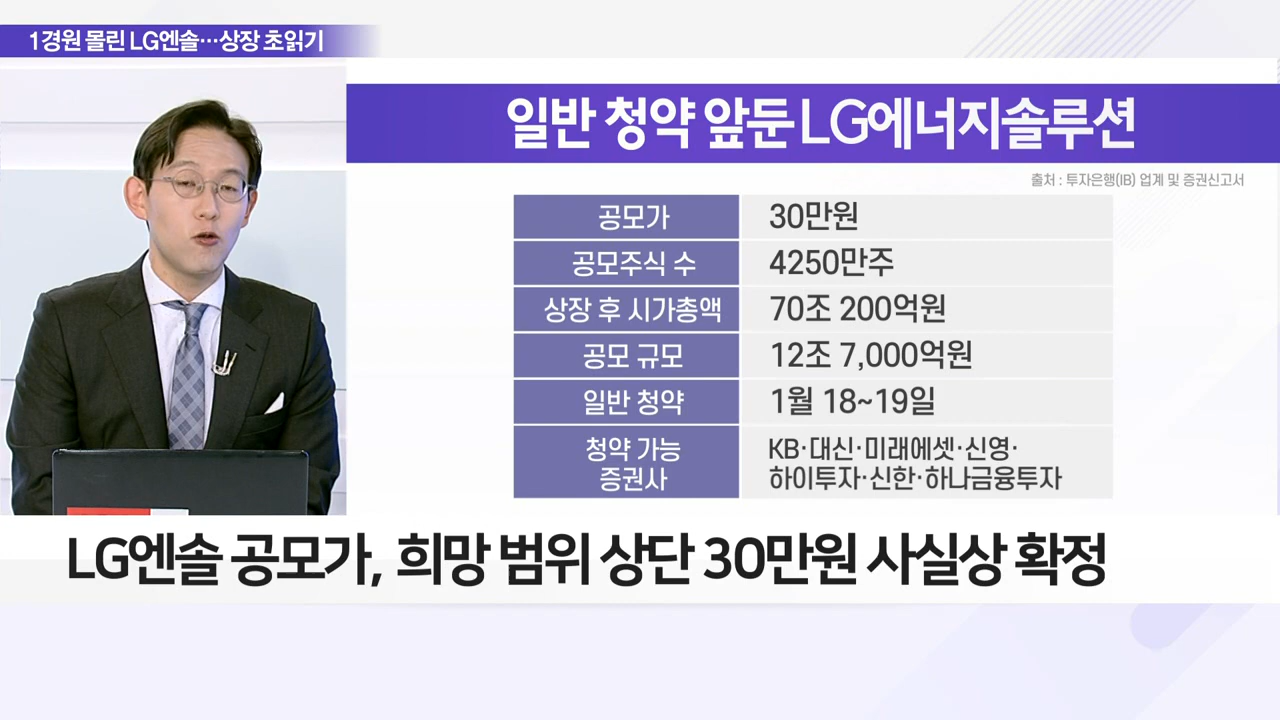 1경원 몰린 LG엔솔…상장 초읽기
일반 청약 앞둔 LG에너지솔루션
출처 : 투자은행(IB) 업계 및 증권신고서
공모가 30만원
공모주식 수 4250만주
상장 후 시가총액 70조 200억원
공모 규모 12조 7,000억원
일반 청약 1월 18~19일
청약 가능
증권사
KB·대신·미래에셋·신영·
하이투자·신한·하나금융투자
LG엔솔 공모가, 희망 범위 상단 30만원 사실상 확정